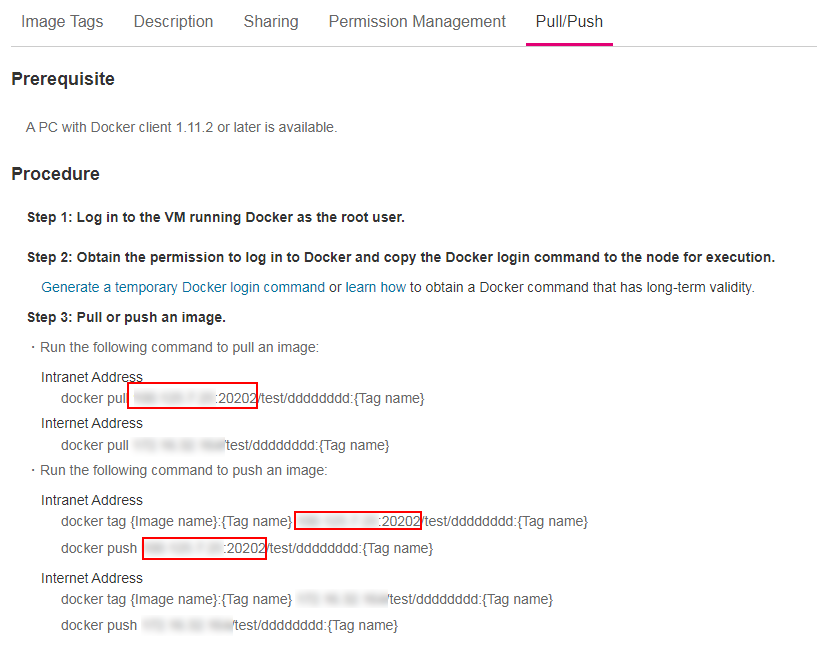 Image Tags Description Sharing Permission Management Pull/Push
Prerequisite
A PC with Docker client 1.11.2 or later is available.
Procedure
Step 1: Log in to the VM running Docker as the root user.
Step 2: Obtain the permission to log in to Docker and copy the Docker login command to the node for execution.
Generate a temporary Docker login command or learn how to obtain a Docker command that has long-term validity.
Step 3: Pull or push an image.
· Run the following command to pull an image:
Intranet Address
docker pull :20202/test/dddddddd:{Tag name}
Internet Address
docker pull /test/dddddddd:{Tag name}
· Run the following command to push an image:
Intranet Address
docker tag {Image name}:{Tag name} :20202/test/dddddddd:{Tag name}
docker push :20202/test/dddddddd:{Tag name}
Internet Address
docker tag {Image name}:{Tag name} /test/dddddddd:{Tag name}
docker push /test/dddddddd:{Tag name}